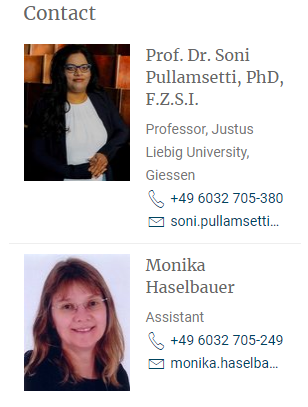 Contact
Prof. Dr. Soni
Pullamsetti, PhD,
F.Z.S.I.
Professor, Justus
Liebig University,
Giessen
+49 6032 705-380
soni.pullamsetti...
Monika
Haselbauer
Assistant
+49 6032 705-249
monika.haselba...